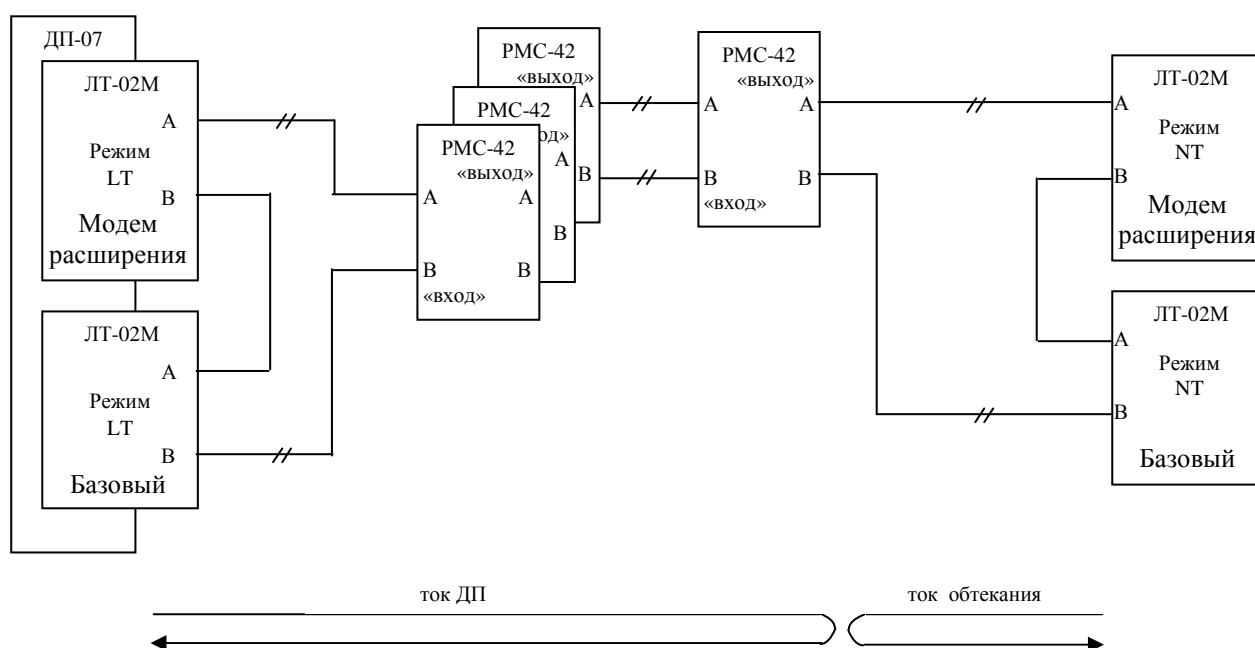 ДП-07
ЛТ-02М
А
Режим
LT
В
Модем
расширения
ЛТ-02М
А
Режим
LT
В
Базовый
РМС-42
«выход»
А
В
РМС-42
А
В
РМС-42
«выход»
А
А
В
В
«вход»
РМС-42
«выход»
А
А
В
В
«вход»
ЛТ-02М
А
Режим
NT
В
Модем
расширения
ЛТ-02М
А
Режим
NT
В
Базовый
ток ДП
ток обтекания